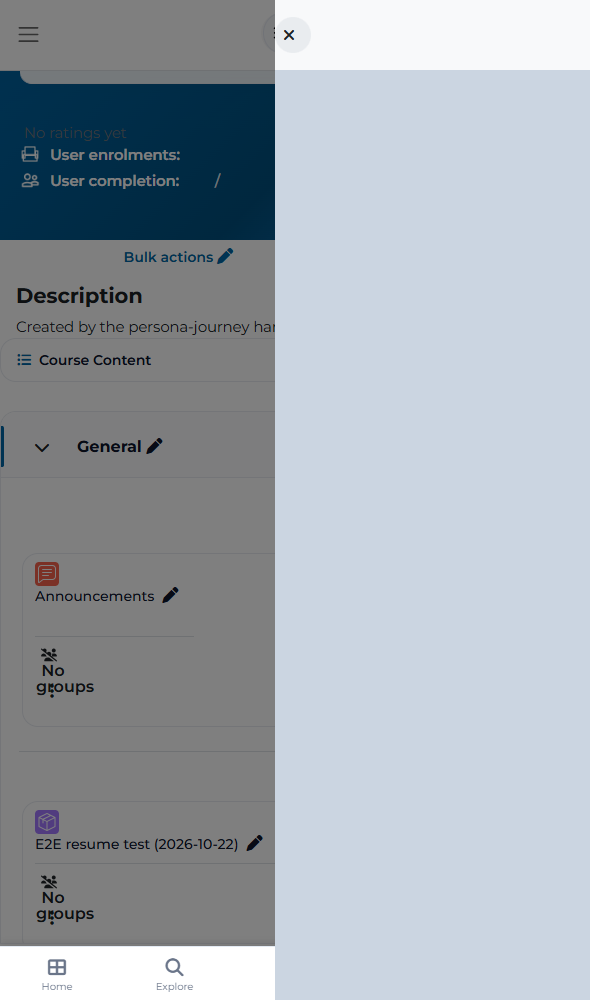 No ratings yet
User enrolments:
User completion: /
Bulk actions
Description
Created by the persona-journey
Course Content
General
Announcements
No
groups
E2E resume test (2026-10-22)
No
groups
Home
Explore